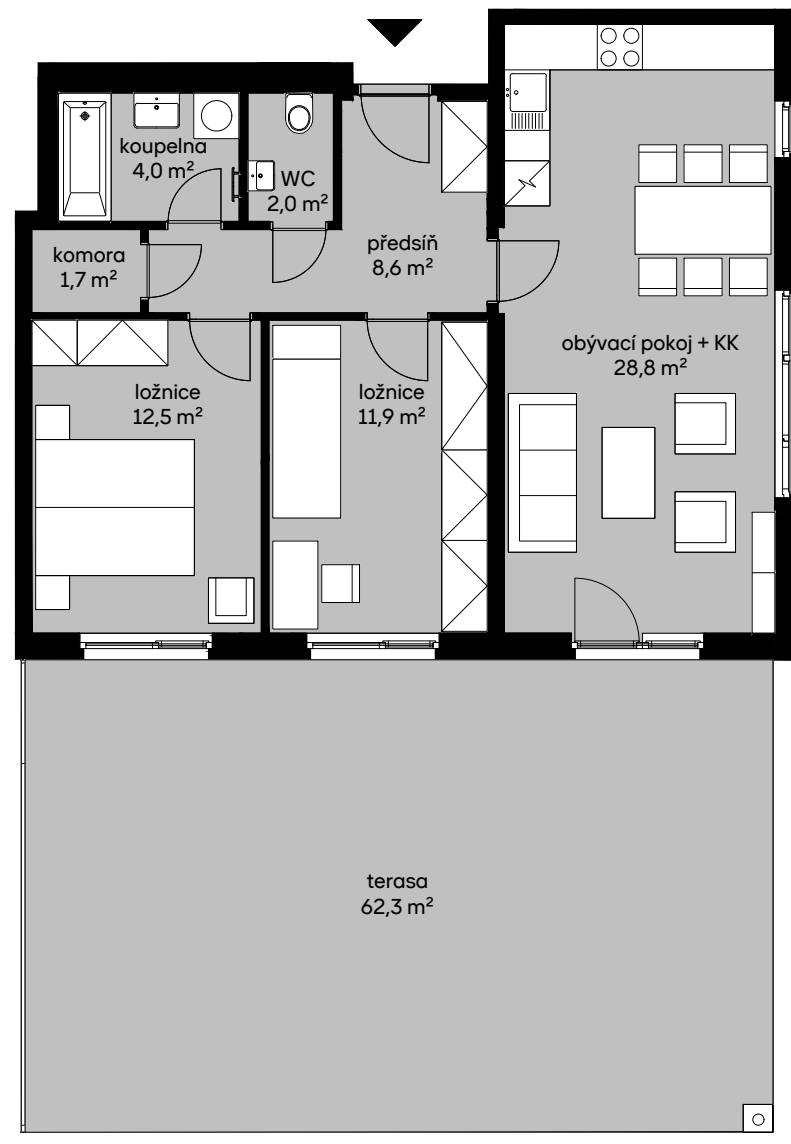 koupelna
4,0 m²
WC
2,0 m²
komora
1,7 m²
předsíň
8,6 m²
obývací pokoj + KK
28,8 m²
ložnice
12,5 m²
ložnice
11,9 m²
terasa
62,3 m²